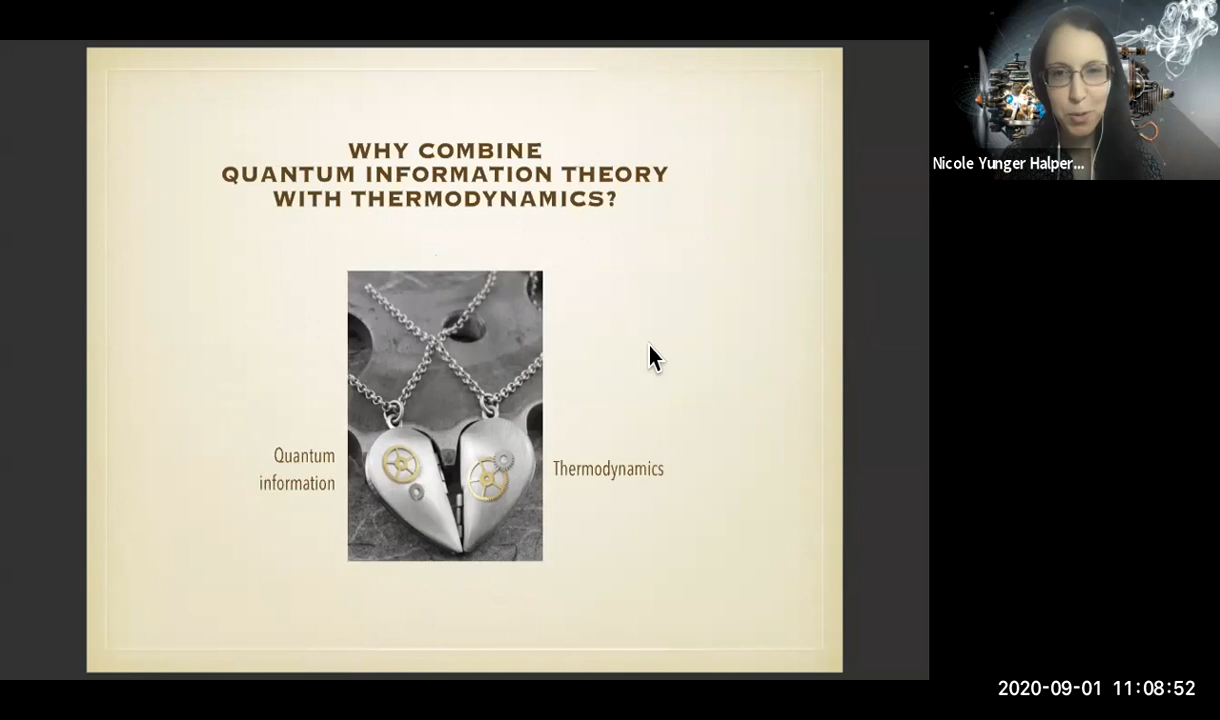 WHY COMBINE
QUANTUM INFORMATION THEORY
WITH THERMODYNAMICS?
Quantum
information
Thermodynamics
Nicole Yunger Halper...
2020-09-01 11:08:52